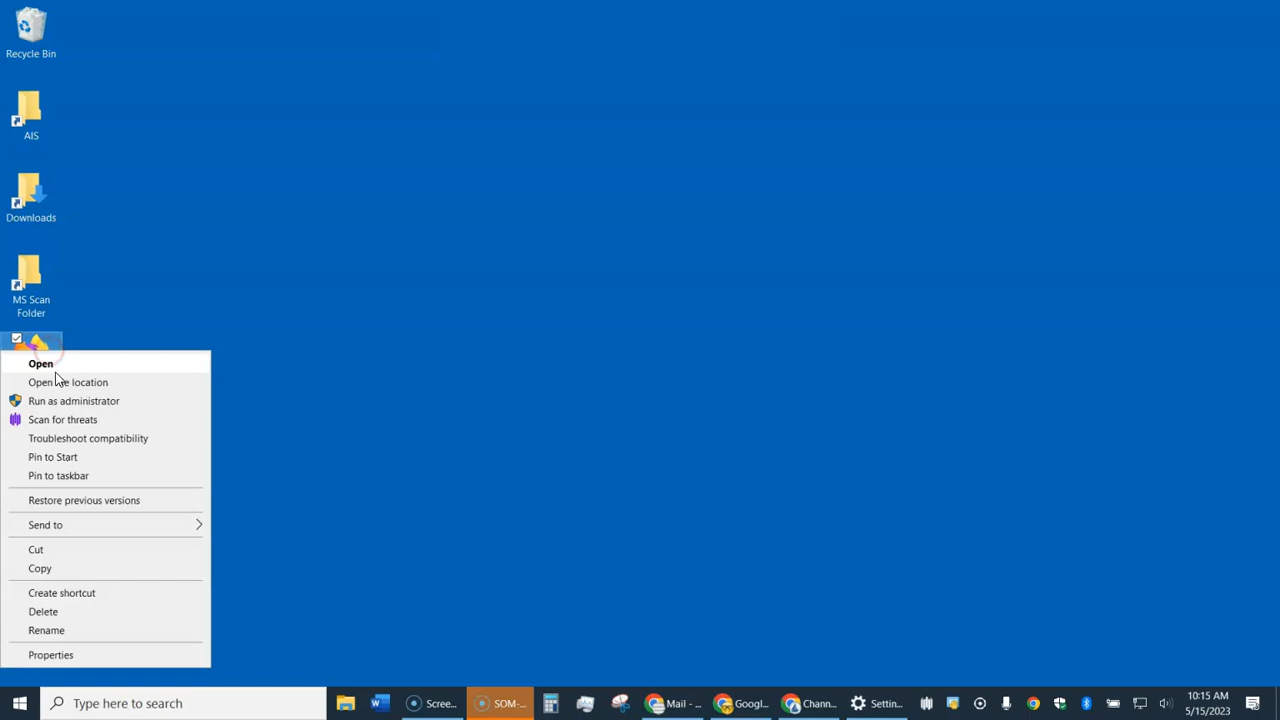 Recycle Bin
AIS
Downloads
MS Scan
Folder
Open
Open location
Run as administrator
Scan for threats
Troubleshoot compatibility
Pin to Start
Pin to taskbar
Restore previous versions
Send to
Cut
Copy
Create shortcut
Delete
Rename
Properties
Type here to search
Scree...
SOM-...
Mail - ...
Googl...
Chann...
Settin...
10:15 AM
5/15/2023